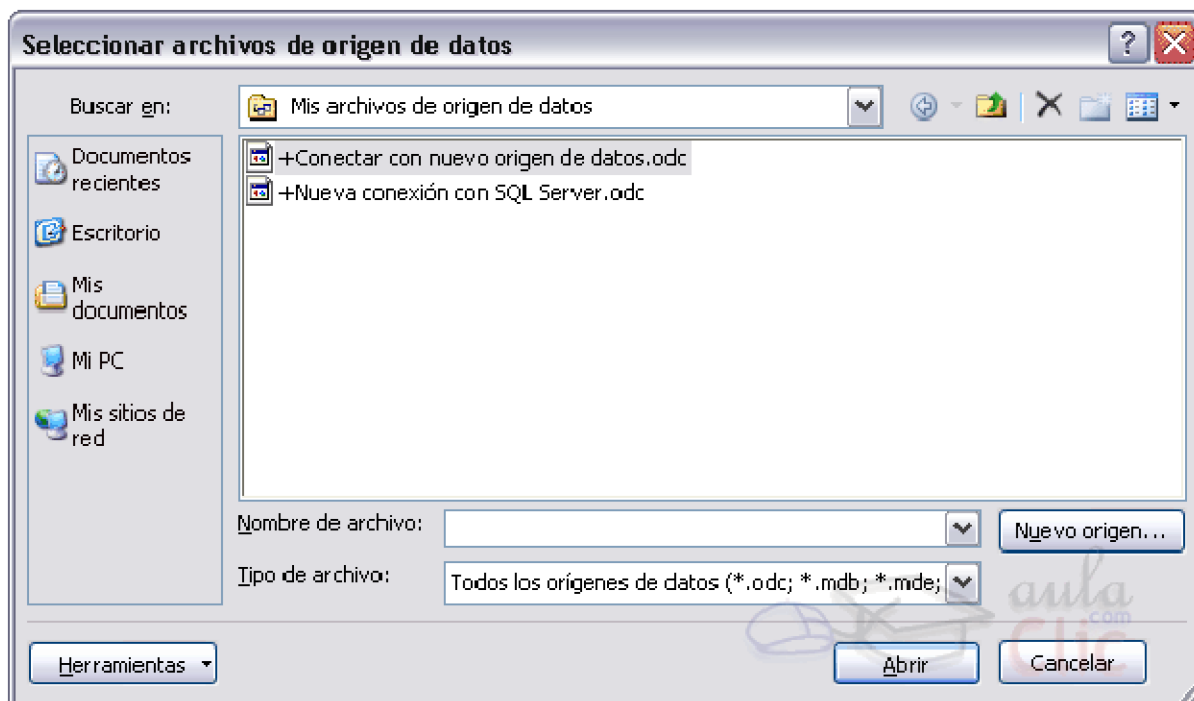 Seleccionar archivos de origen de datos
Buscar en:
Mis archivos de origen de datos
Documentos
recientes
Escritorio
Mis
documentos
Mi PC
Mis sitios de
red
+Conectar con nuevo origen de datos.odc
+Nueva conexión con SQL Server.odc
Nombre de archivo:
Nuevo origen...
Tipo de archivo:
Todos los orígenes de datos (*.odc; *.mdb; *.mde;
aula
com
Clic
Herramientas
Abrir
Cancelar